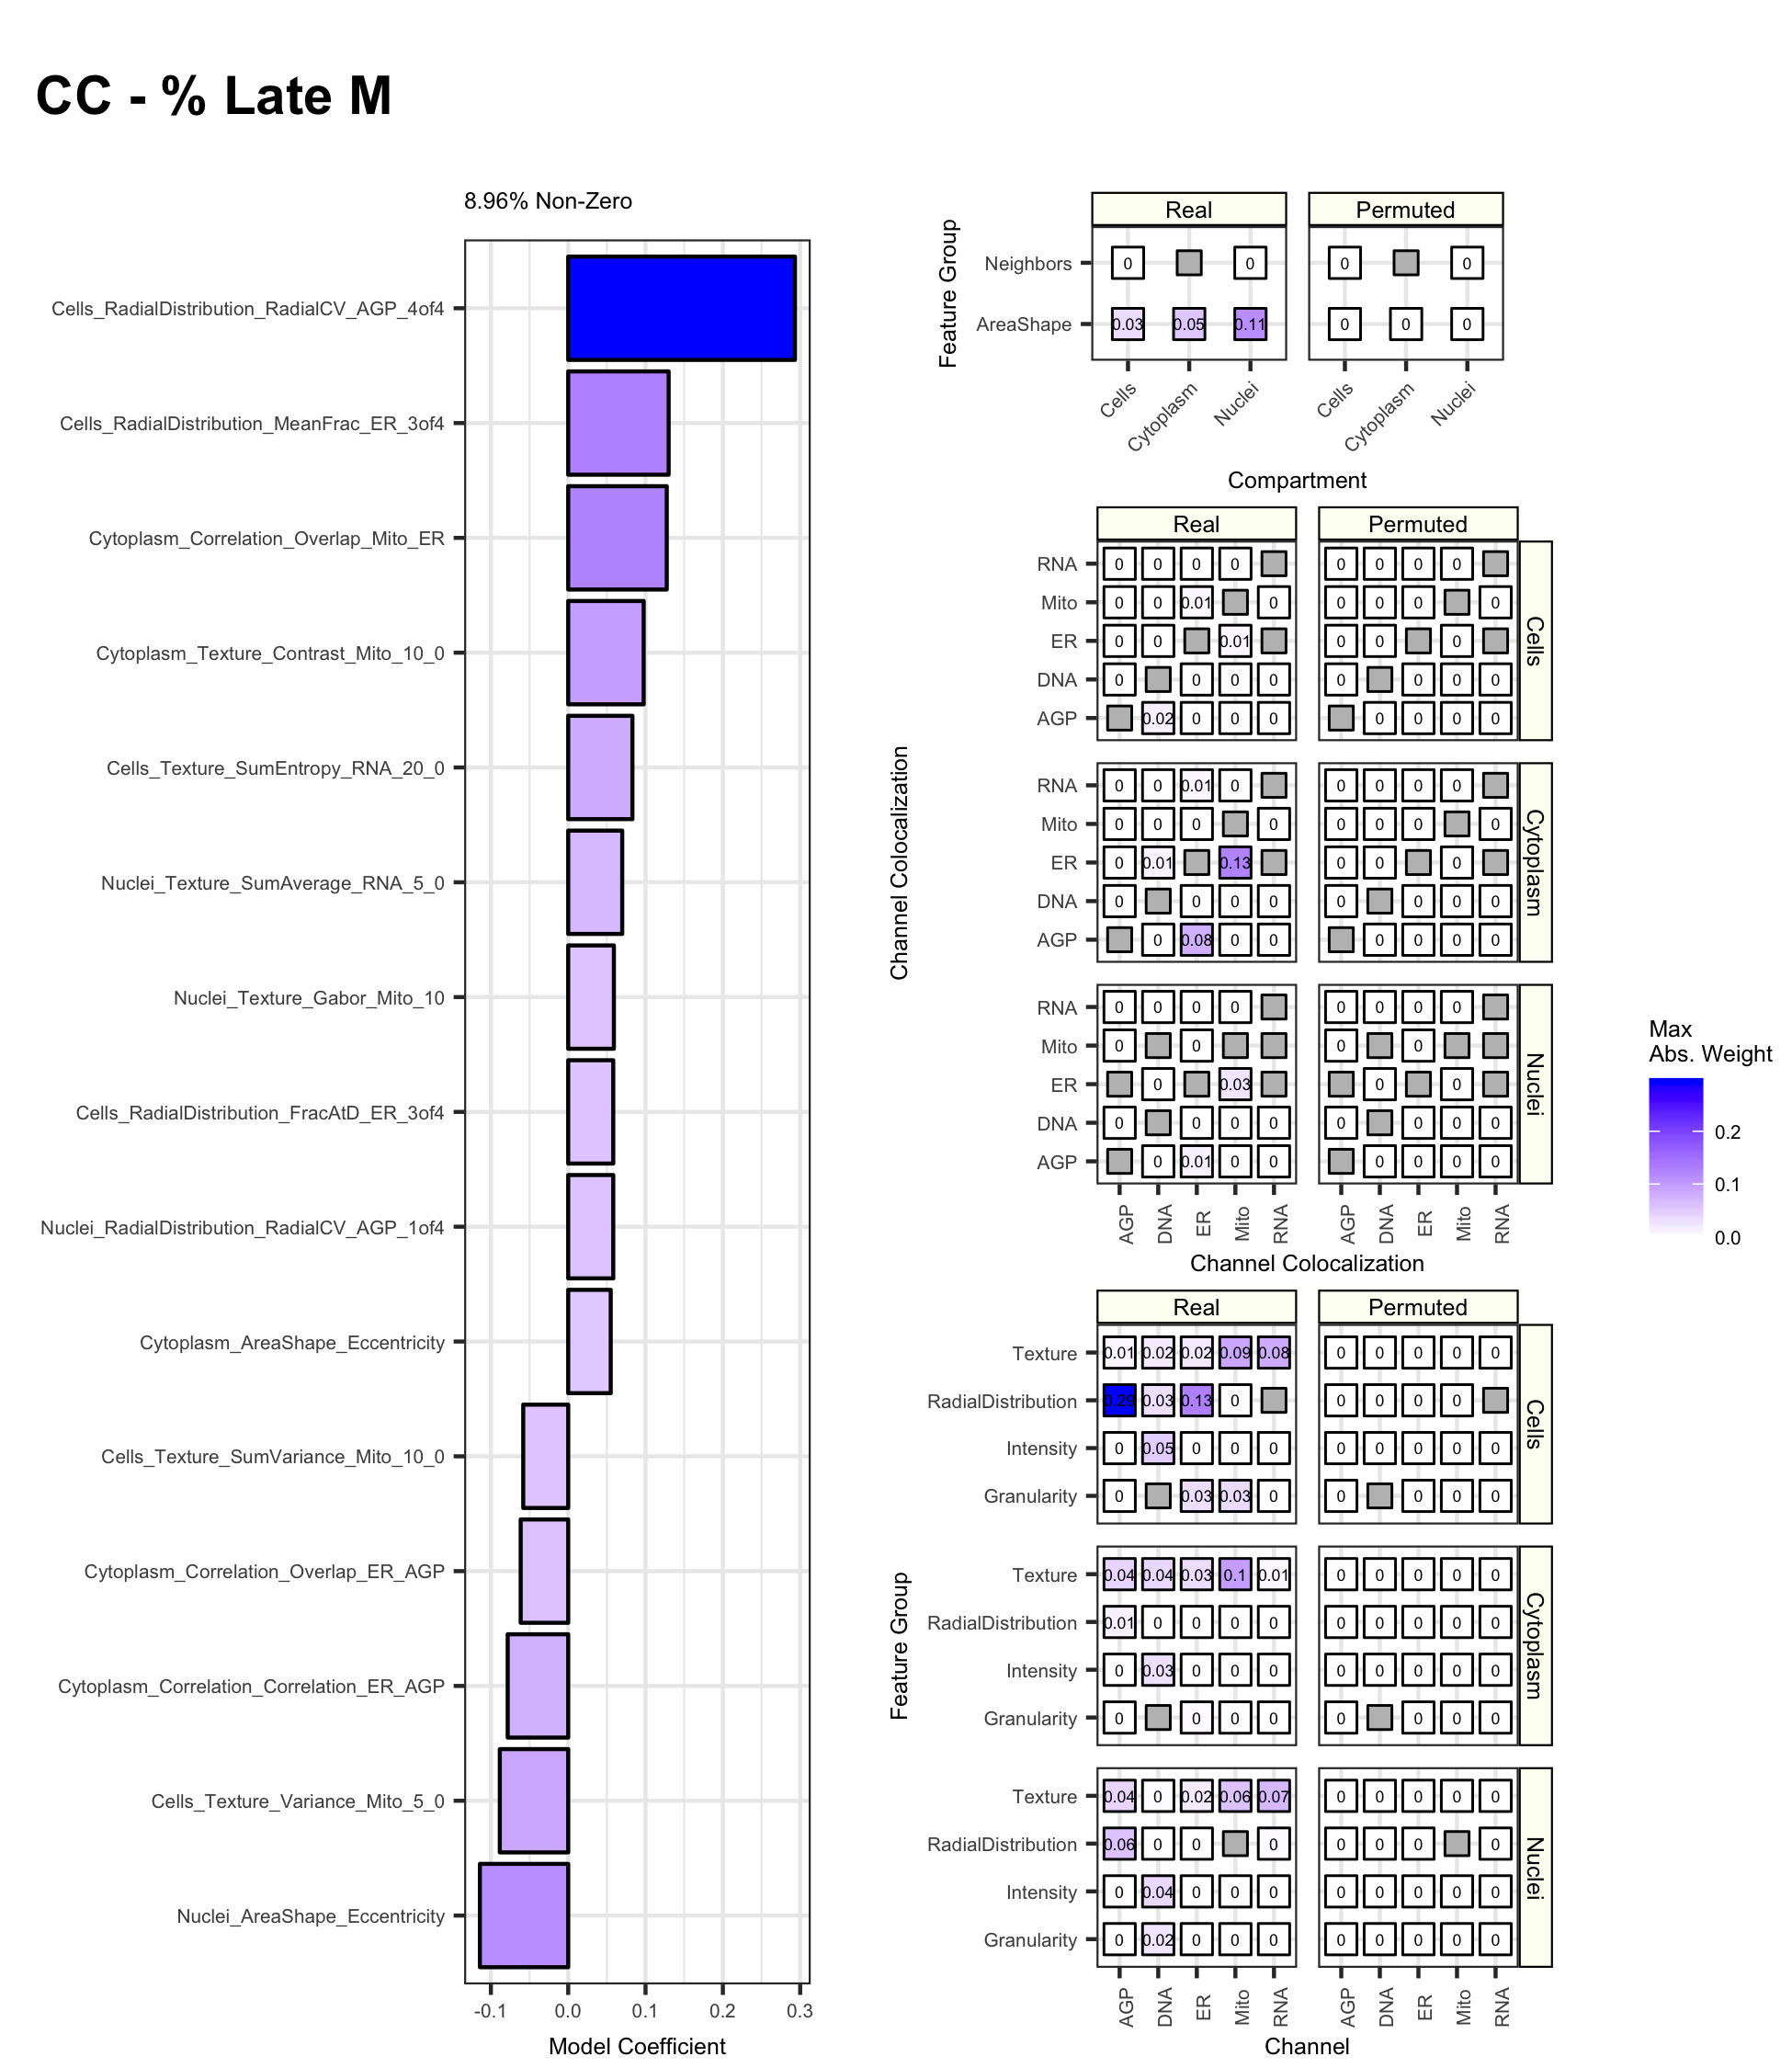 CC - % Late M
8.96% Non-Zero
Cells_RadialDistribution_RadialCV_AGP_4of4
Cells_RadialDistribution_MeanFrac_ER_3of4
Cytoplasm_Correlation_Overlap_Mito_ER
Cytoplasm_Texture_Contrast_Mito_10_0
Cells_Texture_SumEntropy_RNA_20_0
Nuclei_Texture_SumAverage_RNA_5_0
Nuclei_Texture_Gabor_Mito_10
Cells_RadialDistribution_FracAtD_ER_3of4
Nuclei_RadialDistribution_RadialCV_AGP_1of4
Cytoplasm_AreaShape_Eccentricity
Cells_Texture_SumVariance_Mito_10_0
Cytoplasm_Correlation_Overlap_ER_AGP
Cytoplasm_Correlation_Correlation_ER_AGP
Cells_Texture_Variance_Mito_5_0
Nuclei_AreaShape_Eccentricity
-0.1 0.0 0.1 0.2 0.3
Model Coefficient
Feature Group
Real Permuted
Neighbors 0 0 0 0
AreaShape 0.03 0.05 0.11 0 0 0
Cells Cytoplasm Nuclei Cells Cytoplasm Nuclei
Compartment
Channel Colocalization
Real Permuted
RNA 0 0 0 0 0 0 0 0
Mito 0 0 0.01 0 0 0 0 0
ER 0 0 0.01 0 0 0
DNA 0 0 0 0 0 0 0 0
AGP 0.02 0 0 0 0 0 0 0
Cells
RNA 0 0 0.01 0 0 0 0 0
Mito 0 0 0 0 0 0 0 0
ER 0 0.01 0.13 0 0 0
DNA 0 0 0 0 0 0 0 0
AGP 0 0.08 0 0 0 0 0 0
Cytoplasm
RNA 0 0 0 0 0 0 0 0
Mito 0 0 0 0
ER 0 0.03 0 0
DNA 0 0 0 0 0 0 0 0
AGP 0 0.01 0 0 0 0 0 0
Nuclei
AGP DNA ER Mito RNA AGP DNA ER Mito RNA
Channel Colocalization
Max
Abs. Weight
0.2
0.1
0.0
Feature Group
Real Permuted
Texture 0.01 0.02 0.02 0.09 0.08 0 0 0 0 0
RadialDistribution 0.29 0.03 0.13 0 0 0 0 0
Intensity 0 0.05 0 0 0 0 0 0 0 0
Granularity 0 0.03 0.03 0 0 0 0 0
Cells
Texture 0.04 0.04 0.03 0.1 0.01 0 0 0 0 0
RadialDistribution 0.01 0 0 0 0 0 0 0 0 0
Intensity 0 0.03 0 0 0 0 0 0 0 0
Granularity 0 0 0 0 0 0 0 0
Cytoplasm
Texture 0.04 0 0.02 0.06 0.07 0 0 0 0 0
RadialDistribution 0.06 0 0 0 0 0 0 0
Intensity 0 0.04 0 0 0 0 0 0 0 0
Granularity 0 0.02 0 0 0 0 0 0 0 0
Nuclei
AGP DNA ER Mito RNA AGP DNA ER Mito RNA
Channel